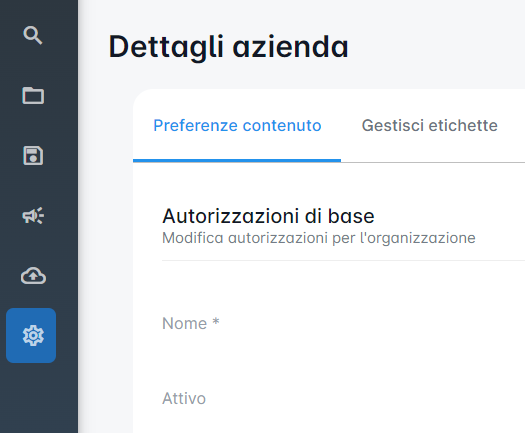 Dettagli azienda
Preferenze contenuto Gestisci etichette
Autorizzazioni di base
Modifica autorizzazioni per l'organizzazione
Nome *
Attivo